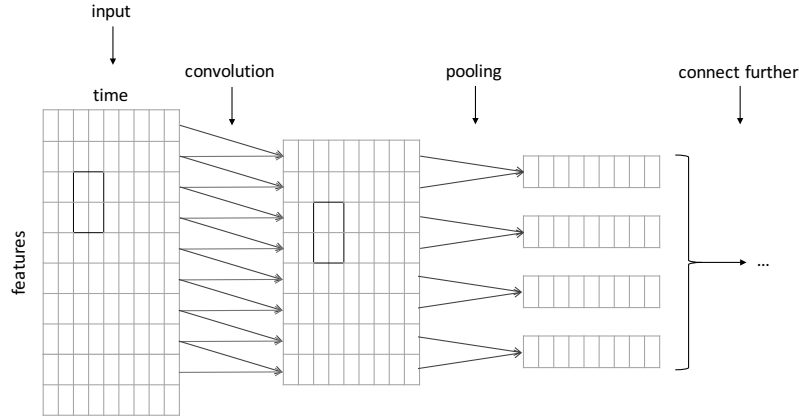 input
convolution
pooling
connect further
time
features
...